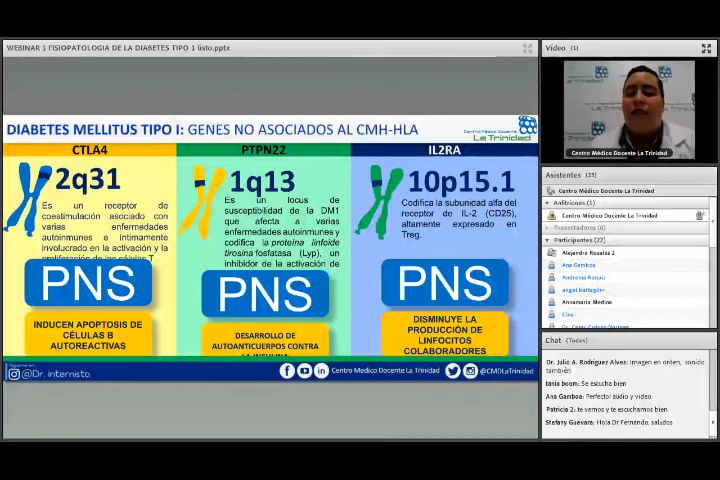 WEBINAR 1 FISIOPATOLOGIA DE LA DIABETES TIPO 1 listo.pptx
DIABETES MELLITUS TIPO I: GENES NO ASOCIADOS AL CMH-HLA
Centro Médico Docente
La Trinidad
CTLA4
2q31
Es un receptor de
coestimulación asociado con
varias enfermedades
autoinmunes e íntimamente
involucrado en la activación y la
proliferación de las células T
PNS
INDUCEN APOPTOSIS DE
CÉLULAS B
AUTOREACTIVAS
PTPN22
1q13
Es un locus de
susceptibilidad de la DM1
que afecta a varias
enfermedades autoinmunes y
codifica la proteína linfoide
tirosina fosfatasa (Lyp), un
inhibidor de la activación de
PNS
DESARROLLO DE
AUTOANTICUERPOS CONTRA
LA INSULINA
IL2RA
10p15.1
Codifica la subunidad alfa del
receptor de IL-2 (CD25),
altamente expresado en
Treg.
PNS
DISMINUYE LA
PRODUCCIÓN DE
LINFOCITOS
COLABORADORES
@Dr. internista
Centro Medico Docente La Trinidad
@CMDLaTrinidad
Video (1)
Centro Médico Docente La Trinidad
Asistentes (23)
Centro Médico Docente La Trinidad
Anfitriones (1)
Centro Médico Docente La Trinidad
Presentadores (0)
Participantes (22)
Alejandro Rosales 2
Ana Gamboa
angel battagini
Annamaria Medina
Ciro
Chat (Todos)
Dr. Julio A. Rodríguez Alves: Imagen en orden, sonido
también
tania boom: Se escucha bien
Ana Gamboa: Perfecto: audio y video
Patricia 2: te vemos y te escuchamos bien
Stefany Guevara: Hola Dr Fernando, saludos